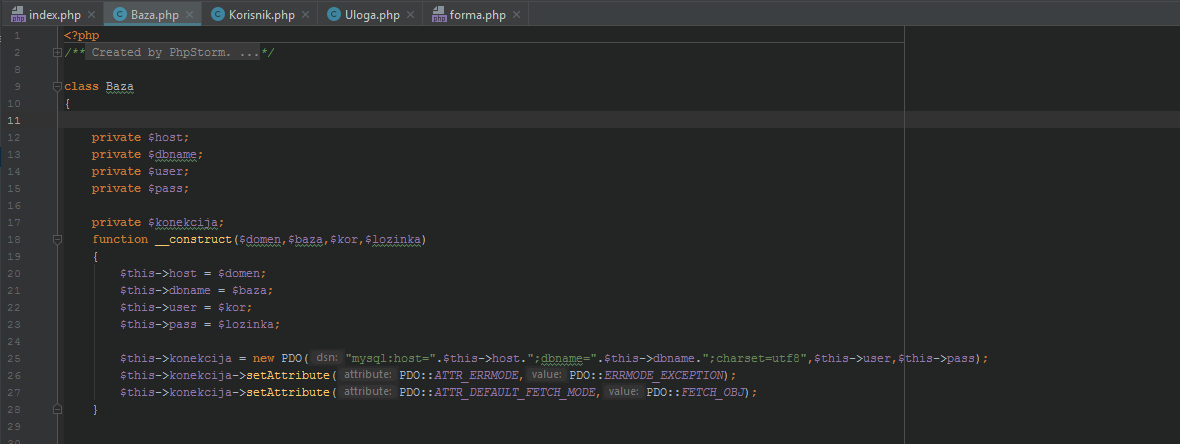 index.php Baza.php Korisnik.php Uloga.php forma.php
1 <?php
2 /** Created by PhpStorm. ...*/
8
9 class Baza
10 {
11
12 private $host;
13 private $dbname;
14 private $user;
15 private $pass;
16
17 private $konekcija;
18 function __construct($domen,$baza,$kor,$lozinka)
19 {
20 $this->host = $domen;
21 $this->dbname = $baza;
22 $this->user = $kor;
23 $this->pass = $lozinka;
24
25 $this->konekcija = new PDO( dsn: "mysql:host=".$this->host.";dbname=".$this->dbname.";charset=utf8",$this->user,$this->pass);
26 $this->konekcija->setAttribute( attribute: PDO::ATTR_ERRMODE, value: PDO::ERRMODE_EXCEPTION);
27 $this->konekcija->setAttribute( attribute: PDO::ATTR_DEFAULT_FETCH_MODE, value: PDO::FETCH_OBJ);
28 }
29